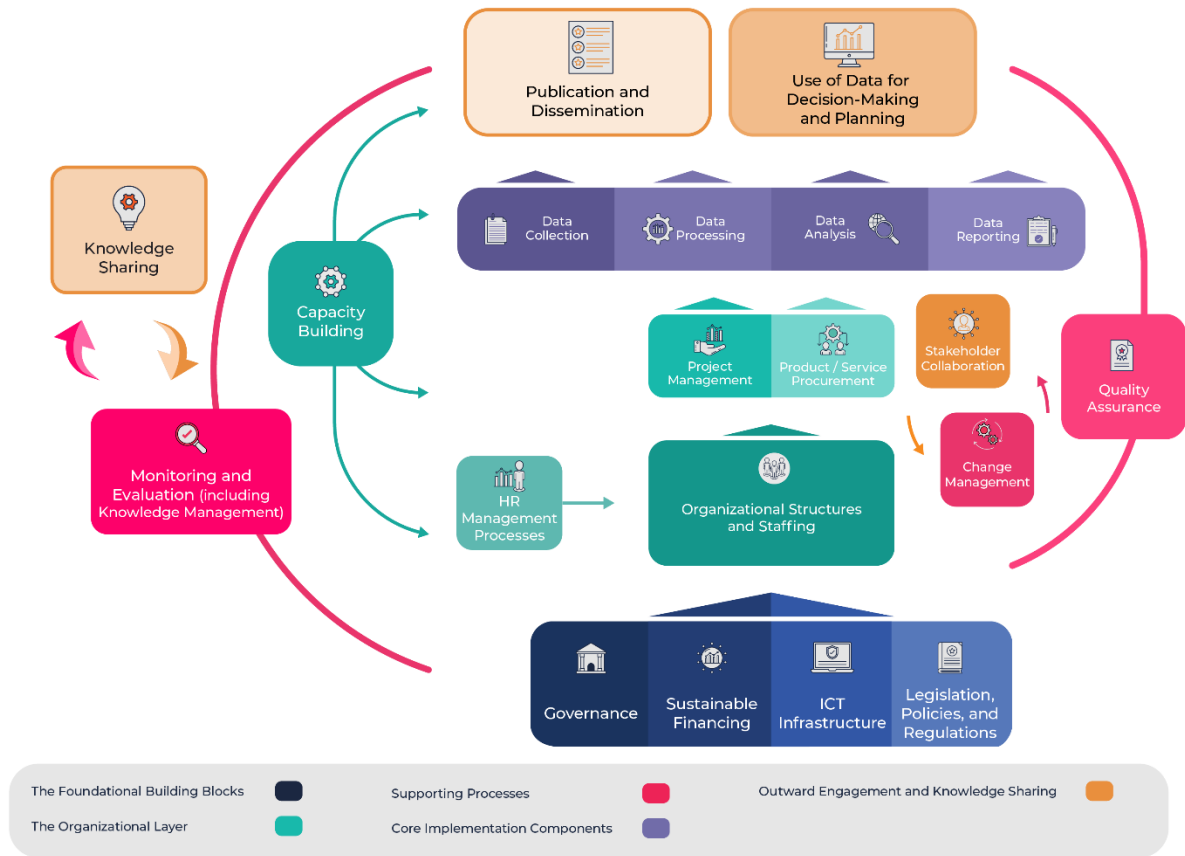 Publication and
Dissemination
Use of Data for
Decision-Making
and Planning
Knowledge
Sharing
Capacity
Building
Data
Collection
Data
Processing
Data
Analysis
Data
Reporting
Project
Management
Product / Service
Procurement
Stakeholder
Collaboration
Quality
Assurance
Monitoring and
Evaluation (including
Knowledge Management)
HR
Management
Processes
Organizational Structures
and Staffing
Change
Management
Governance
Sustainable
Financing
ICT
Infrastructure
Legislation,
Policies, and
Regulations
The Foundational Building Blocks
Supporting Processes
Outward Engagement and Knowledge Sharing
The Organizational Layer
Core Implementation Components